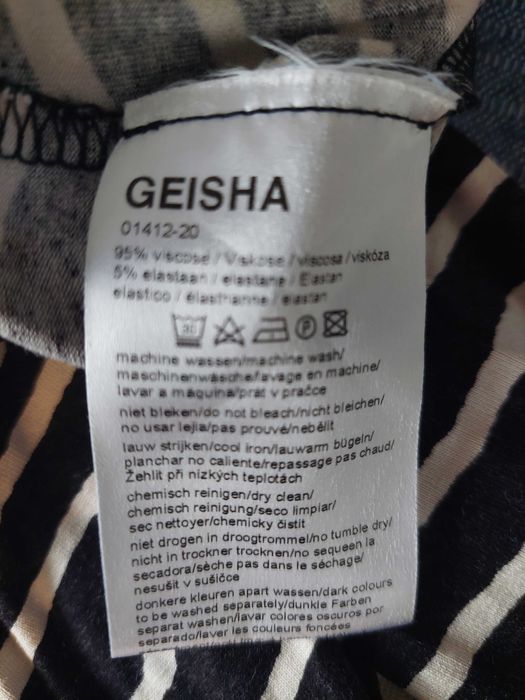 GEISHA
01412-20
95% viscose / Viskose / viscosa / viskóza
5% elastaan / elastane / Elastan
elastico / élasthanne / elastan
30 P
machine wassen/machine wash/
maschinenwäsche/lavage en machine/
lavar a máquina/prát v pračce
niet bleken/do not bleach/nicht bleichen/
no usar lejia/pas prouvé/nebělit
lauw strijken/cool iron/lauwarm bügeln/
planchar no caliente/repassage pas chaud/
Žehlit při nízkých teplotách
chemisch reinigen/dry clean/
chemisch reinigung/seco limpiar/
sec nettoyer/chemicky čistit
niet drogen in droogtrommel/no tumble dry/
nicht in trockner trocknen/no sequeen la
secadora/sèche pas dans le séchage/
nesušit v sušičce
donkere kleuren apart wassen/dark colours
to be washed separately/dunkle Farben
separat waschen/lavar colores oscuros por
separado/laver les couleurs foncées